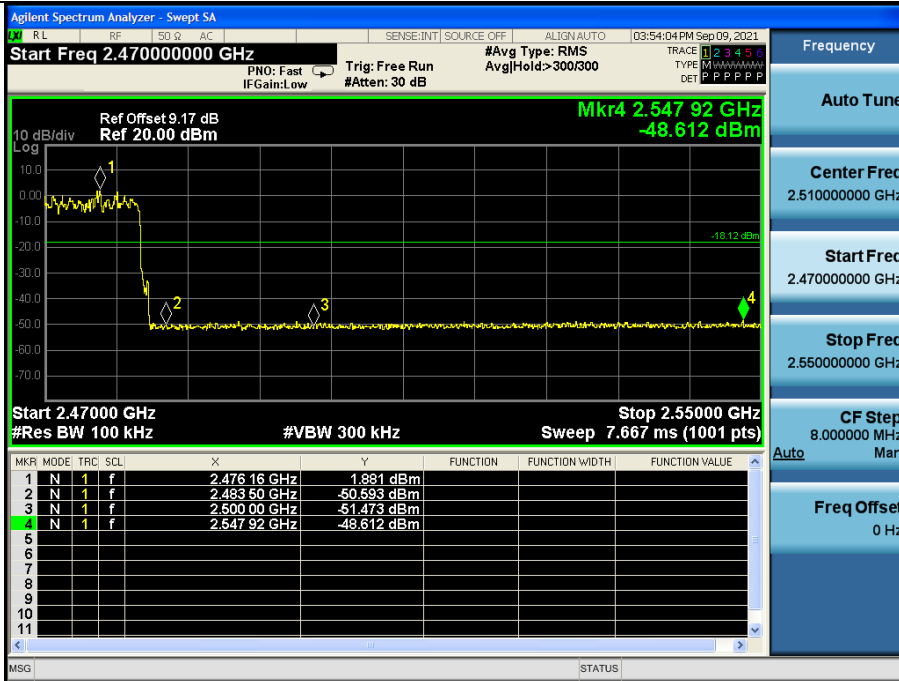 Agilent Spectrum Analyzer - Swept SA
LXI RL RF 50 Ω AC SENSE:INT SOURCE OFF ALIGN AUTO 03:54:04 PM Sep 09, 2021
Start Freq 2.470000000 GHz
PNO: Fast
IFGain:Low
Trig: Free Run
#Atten: 30 dB
#Avg Type: RMS
Avg|Hold:>300/300
TRACE 1 2 3 4 5 6
TYPE M W W W W W
DET P P P P P P
Ref Offset 9.17 dB
10 dB/div Ref 20.00 dBm
Log
Mkr4 2.547 92 GHz
-48.612 dBm
10.0
0.00
-10.0
-20.0
-30.0
-40.0
-50.0
-60.0
-70.0
1
2
3
4
-18.12 dBm
Start 2.47000 GHz Stop 2.55000 GHz
#Res BW 100 kHz #VBW 300 kHz Sweep 7.667 ms (1001 pts)
MKR MODE TRC SCL X Y FUNCTION FUNCTION WIDTH FUNCTION VALUE
1 N 1 f 2.476 16 GHz 1.881 dBm
2 N 1 f 2.483 50 GHz -50.593 dBm
3 N 1 f 2.500 00 GHz -51.473 dBm
4 N 1 f 2.547 92 GHz -48.612 dBm
5
6
7
8
9
10
11
MSG STATUS
Frequency
Auto Tune
Center Freq
2.510000000 GHz
Start Freq
2.470000000 GHz
Stop Freq
2.550000000 GHz
CF Step
8.000000 MHz
Auto Man
Freq Offset
0 Hz